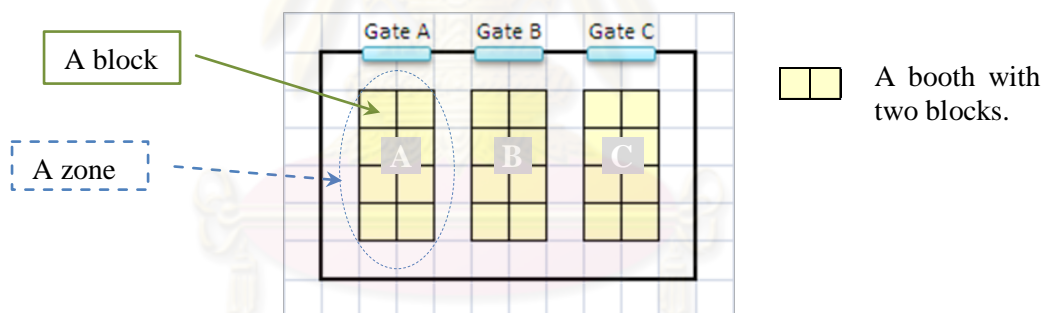 Gate A Gate B Gate C
A block
A booth with
two blocks.
A B C
A zone